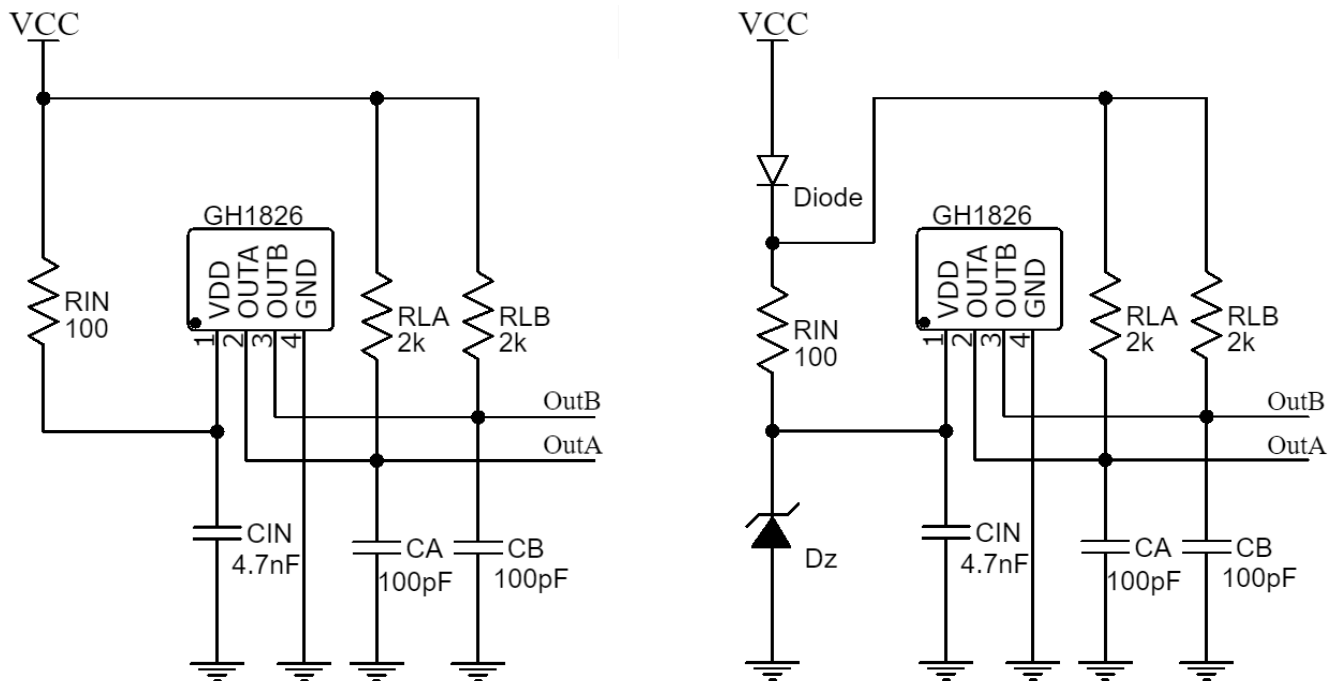 VCC
GH1826
VDD
OUTA
OUTB
GND
1
2
3
4
RIN
100
RLA
2k
RLB
2k
OutB
OutA
CIN
4.7nF
CA
100pF
CB
100pF
VCC
Diode
GH1826
VDD
OUTA
OUTB
GND
1
2
3
4
RIN
100
RLA
2k
RLB
2k
OutB
OutA
Dz
CIN
4.7nF
CA
100pF
CB
100pF